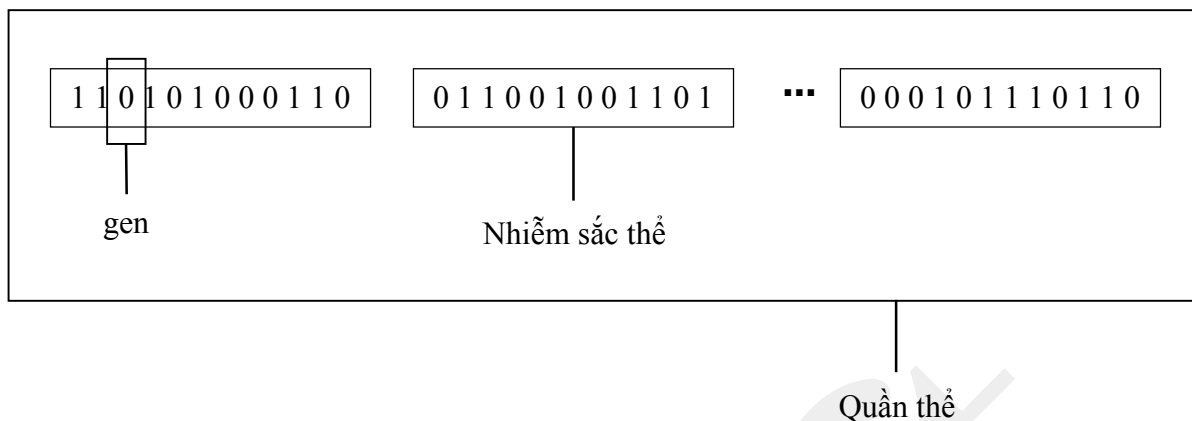 1 1 0 1 0 1 0 0 0 1 1 0
0 1 1 0 0 1 0 0 1 1 0 1
...
0 0 0 1 0 1 1 1 0 1 1 0
gen
Nhiễm sắc thể
Quần thể